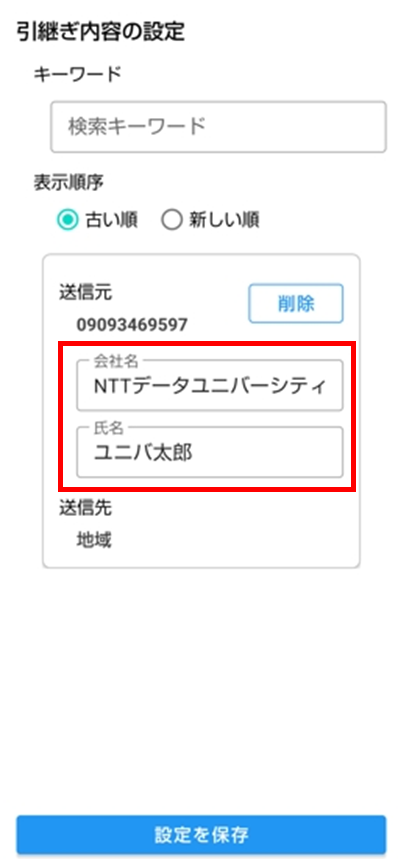 引継ぎ内容の設定
キーワード
検索キーワード
表示順序
古い順 新しい順
送信元
削除
09093469597
会社名
NTTデータユニバーシティ
氏名
ユニバ太郎
送信先
地域
設定を保存